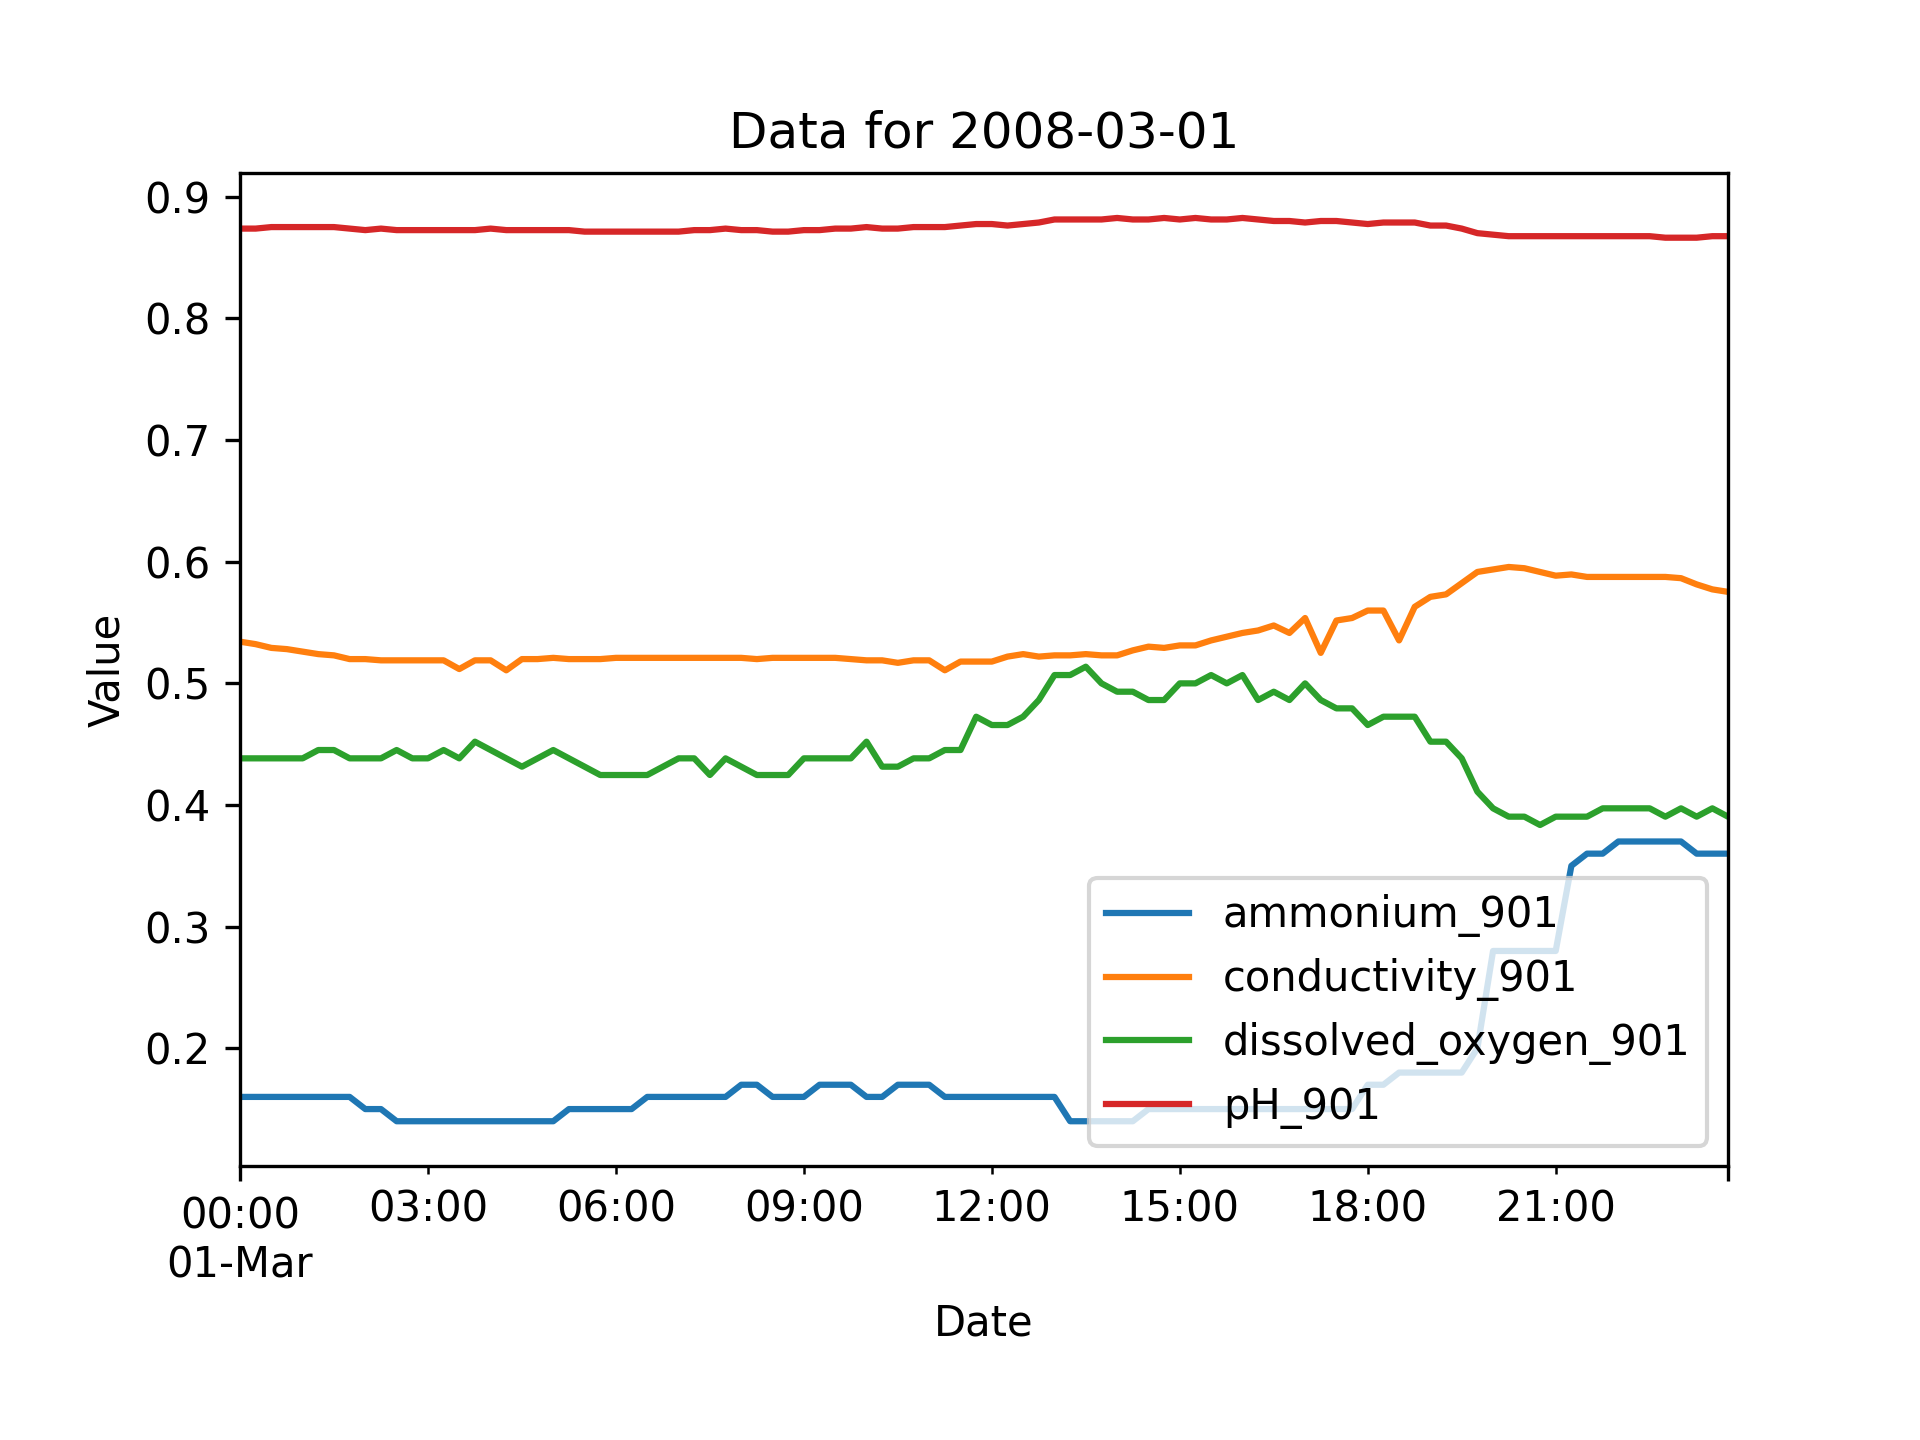 Data for 2008-03-01
0.9
0.8
0.7
0.6
0.5
0.4
0.3
0.2
Value
ammonium_901
conductivity_901
dissolved_oxygen_901
pH_901
00:00 03:00 06:00 09:00 12:00 15:00 18:00 21:00
01-Mar
Date